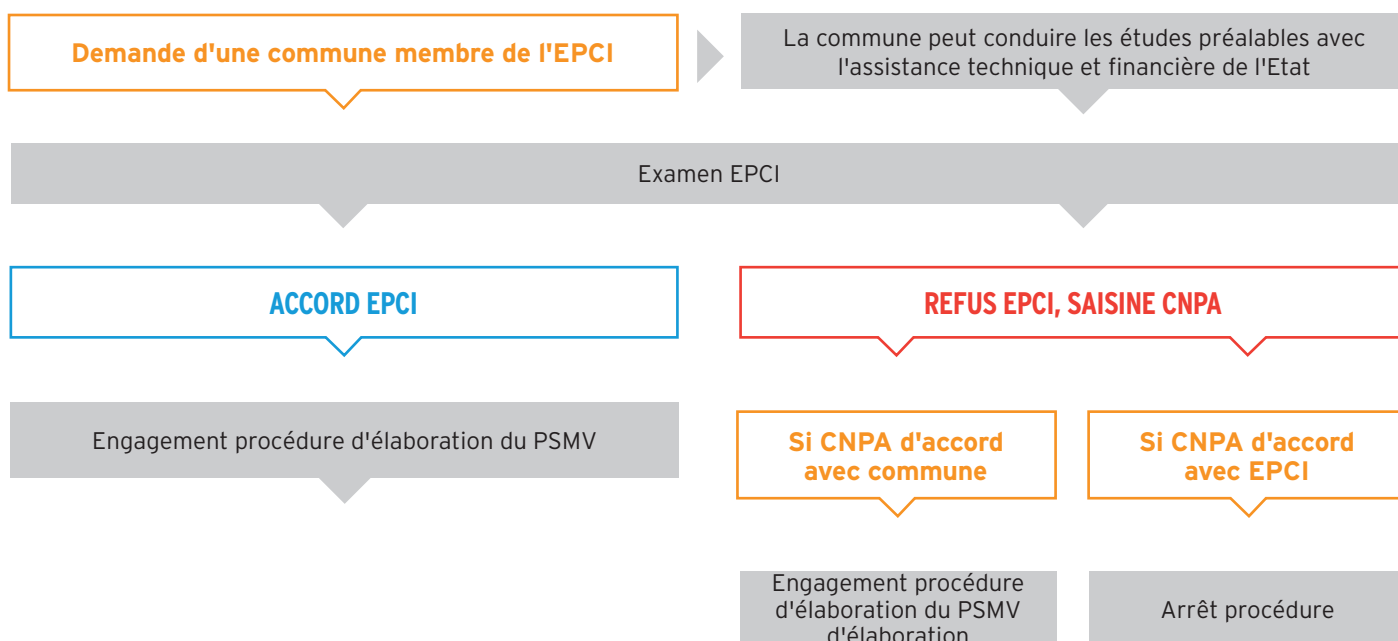 Demande d'une commune membre de l'EPCI
La commune peut conduire les études préalables avec
l'assistance technique et financière de l'Etat
Examen EPCI
ACCORD EPCI
REFUS EPCI, SAISINE CNPA
Engagement procédure d'élaboration du PSMV
Si CNPA d'accord
avec commune
Si CNPA d'accord
avec EPCI
Engagement procédure
d'élaboration du PSMV
d'élaboration
Arrêt procédure